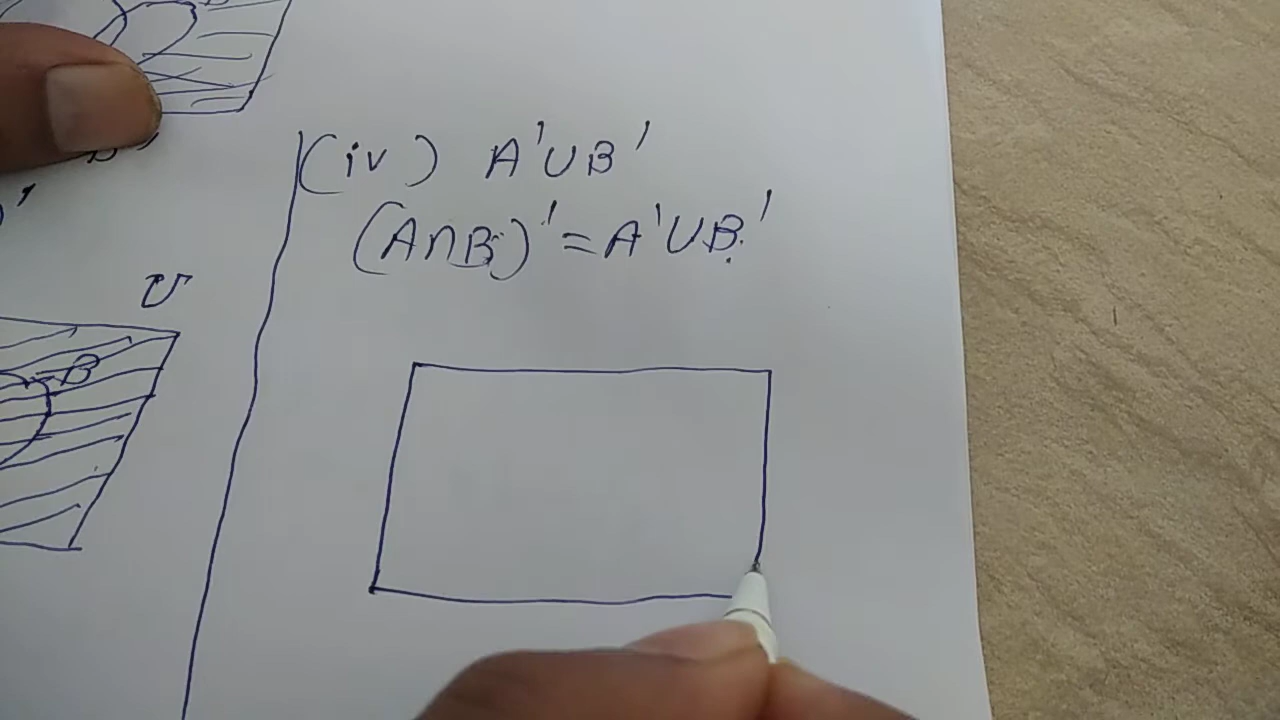 (iv) A'∪B'
(A∩B)' = A'∪B'
U
B